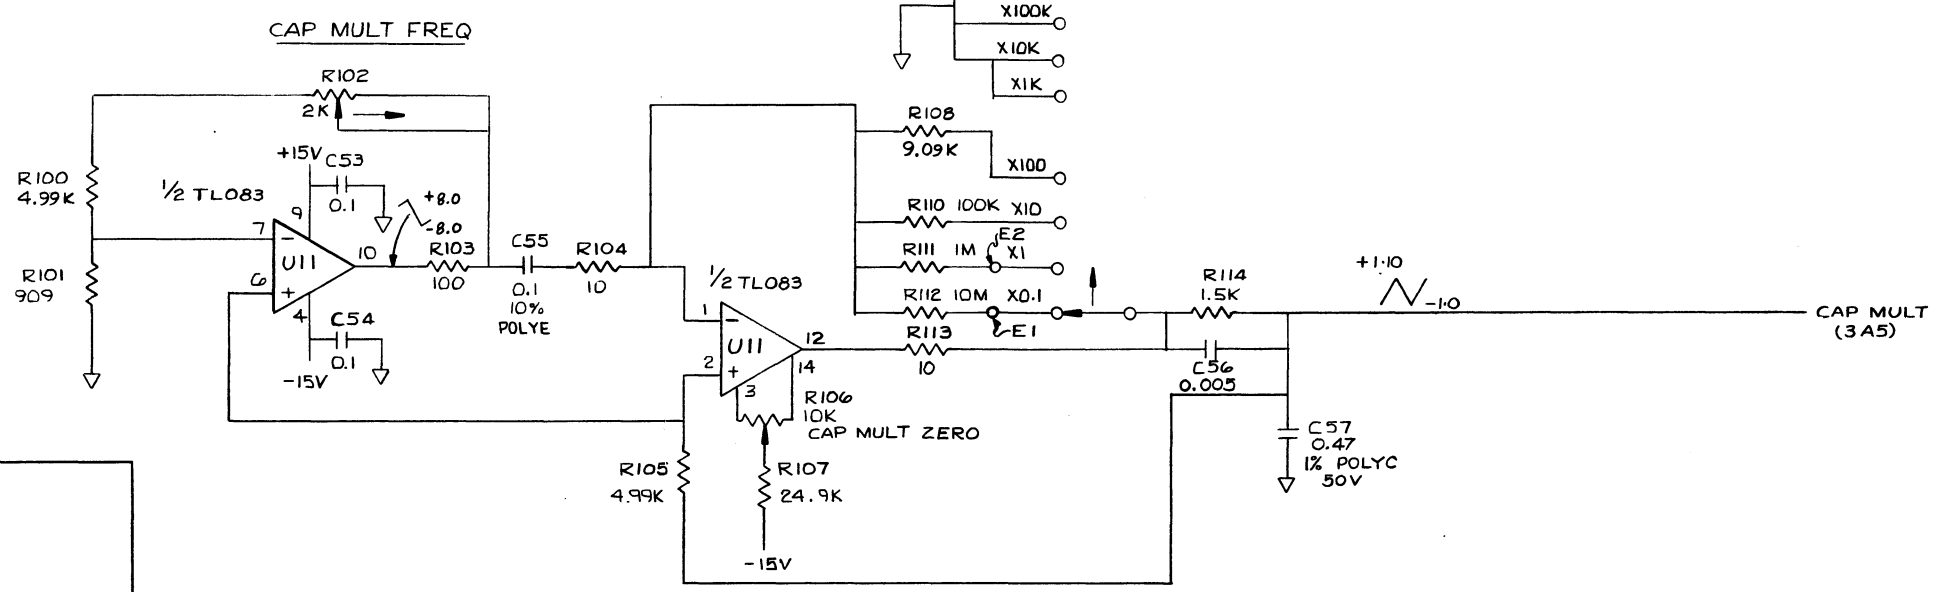 CAP MULT FREQ
X100K
X10K
X1K
R102
2K
R108
9.09K
X100
+15V
C53
0.1
R100
4.99K
1/2 TL083
9
+8.0
-8.0
7
-
U11
10
6
+
4
R101
909
R103
100
C55
0.1
10%
POLYE
R104
10
R110 100K X10
E2
R111 1M X1
R112 10M X0.1
E1
C54
0.1
-15V
1/2 TL083
1
-
U11
12
2
+
3
14
R113
10
R114
1.5K
+1.10
-1.0
CAP MULT
(3A5)
C56
0.005
R106
10K
CAP MULT ZERO
R105
4.99K
R107
24.9K
-15V
C57
0.47
1% POLYC
50V